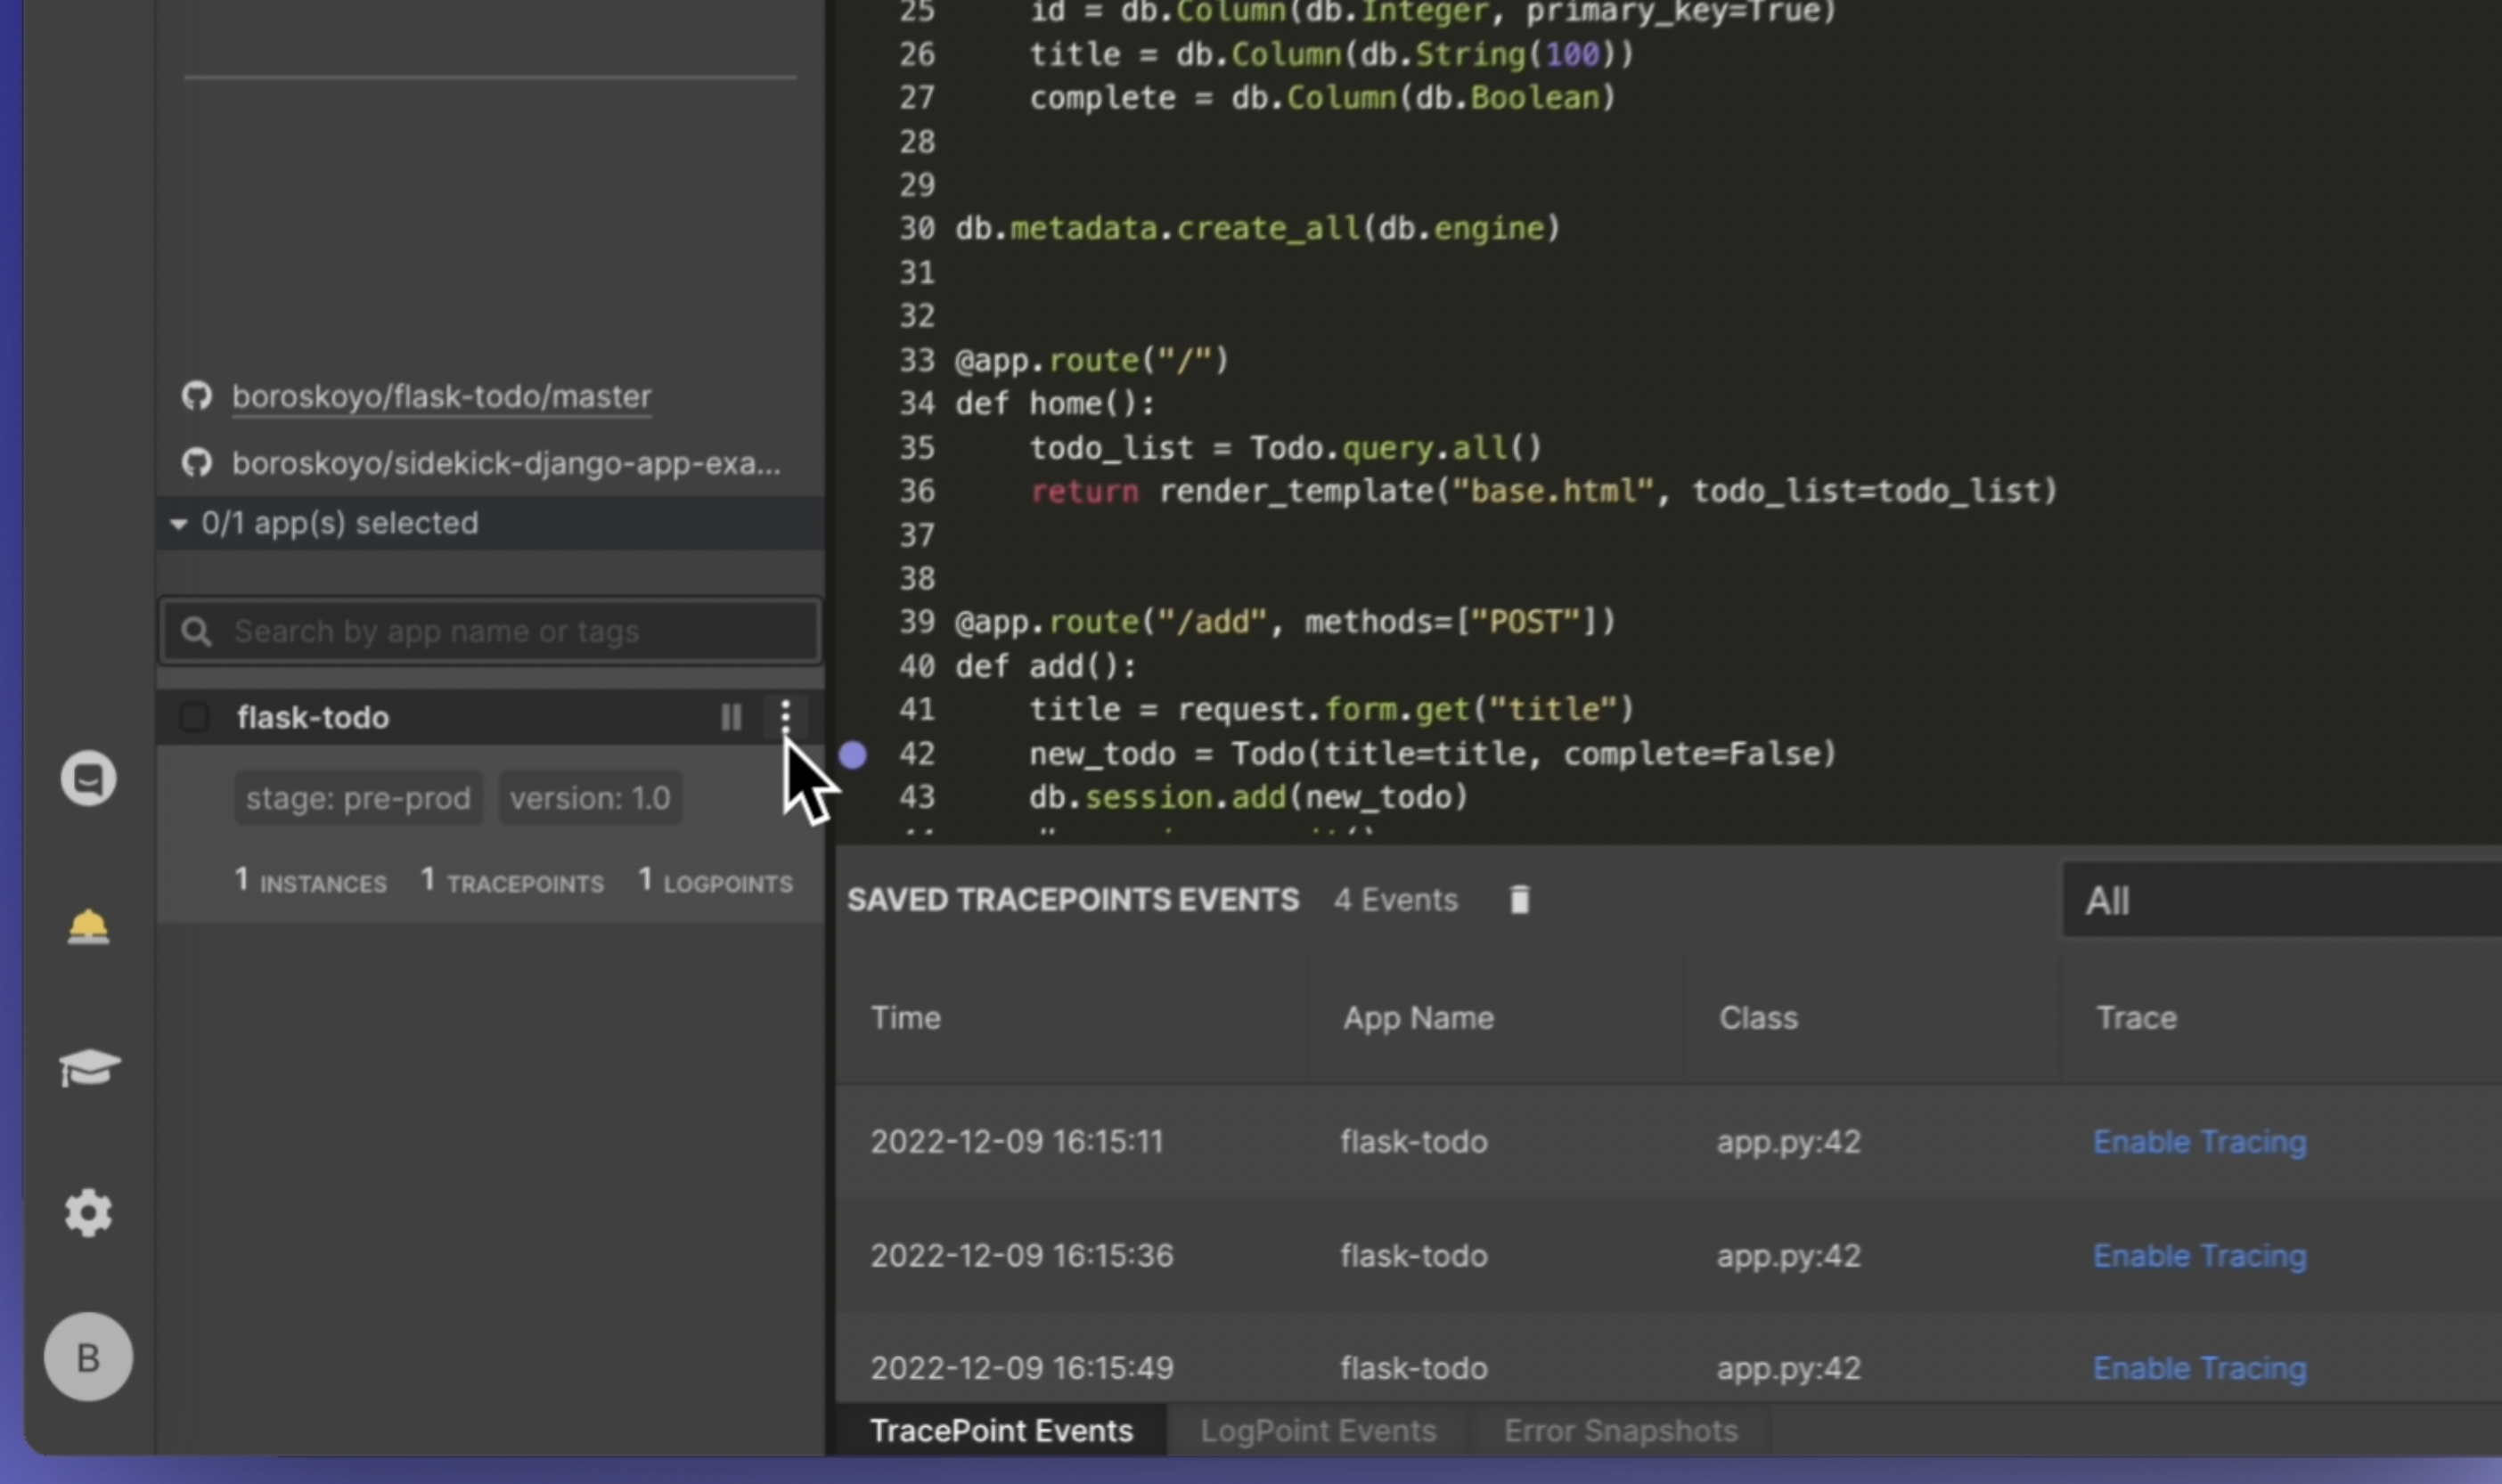 boroskoyo/flask-todo/master
boroskoyo/sidekick-django-app-exa...
0/1 app(s) selected
Search by app name or tags
flask-todo
stage: pre-prod version: 1.0
1 INSTANCES 1 TRACEPOINTS 1 LOGPOINTS
B
25 id = db.Column(db.Integer, primary_key=True)
26 title = db.Column(db.String(100))
27 complete = db.Column(db.Boolean)
28
29
30 db.metadata.create_all(db.engine)
31
32
33 @app.route("/")
34 def home():
35 todo_list = Todo.query.all()
36 return render_template("base.html", todo_list=todo_list)
37
38
39 @app.route("/add", methods=["POST"])
40 def add():
41 title = request.form.get("title")
42 new_todo = Todo(title=title, complete=False)
43 db.session.add(new_todo)
SAVED TRACEPOINTS EVENTS 4 Events All
Time App Name Class Trace
2022-12-09 16:15:11 flask-todo app.py:42 Enable Tracing
2022-12-09 16:15:36 flask-todo app.py:42 Enable Tracing
2022-12-09 16:15:49 flask-todo app.py:42 Enable Tracing
TracePoint Events LogPoint Events Error Snapshots